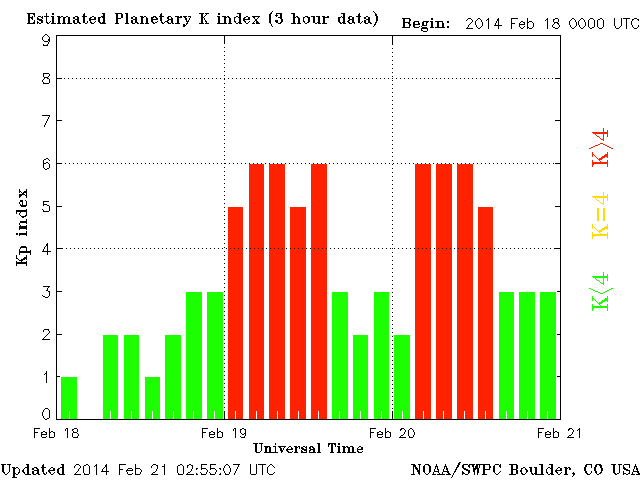 Estimated Planetary K index (3 hour data) Begin: 2014 Feb 18 0000 UTC
9
8
7
6
5
4
3
2
1
0
Kp index
K>4
K=4
K<4
Feb 18 Feb 19 Feb 20 Feb 21
Universal Time
Updated 2014 Feb 21 02:55:07 UTC NOAA/SWPC Boulder, CO USA